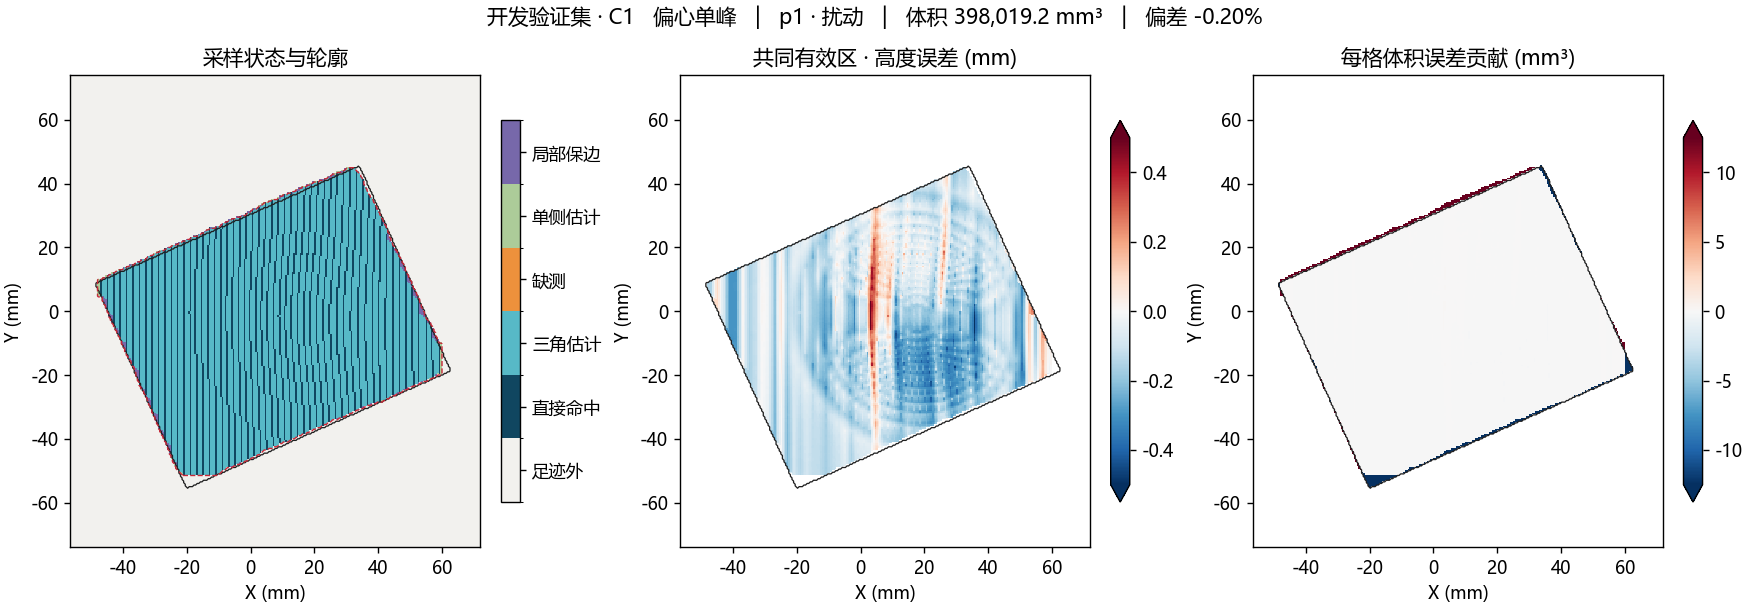 开发验证集 · C1 偏心单峰 | p1 · 扰动 | 体积 398,019.2 mm³ | 偏差 -0.20%
采样状态与轮廓
60
40
20
0
-20
-40
-60
-40 -20 0 20 40 60
X (mm)
Y (mm)
局部保边
单侧估计
缺测
三角估计
直接命中
足迹外
共同有效区 · 高度误差 (mm)
60
40
20
0
-20
-40
-60
-40 -20 0 20 40 60
X (mm)
Y (mm)
0.4
0.2
0.0
-0.2
-0.4
每格体积误差贡献 (mm³)
60
40
20
0
-20
-40
-60
-40 -20 0 20 40 60
X (mm)
Y (mm)
10
5
0
-5
-10